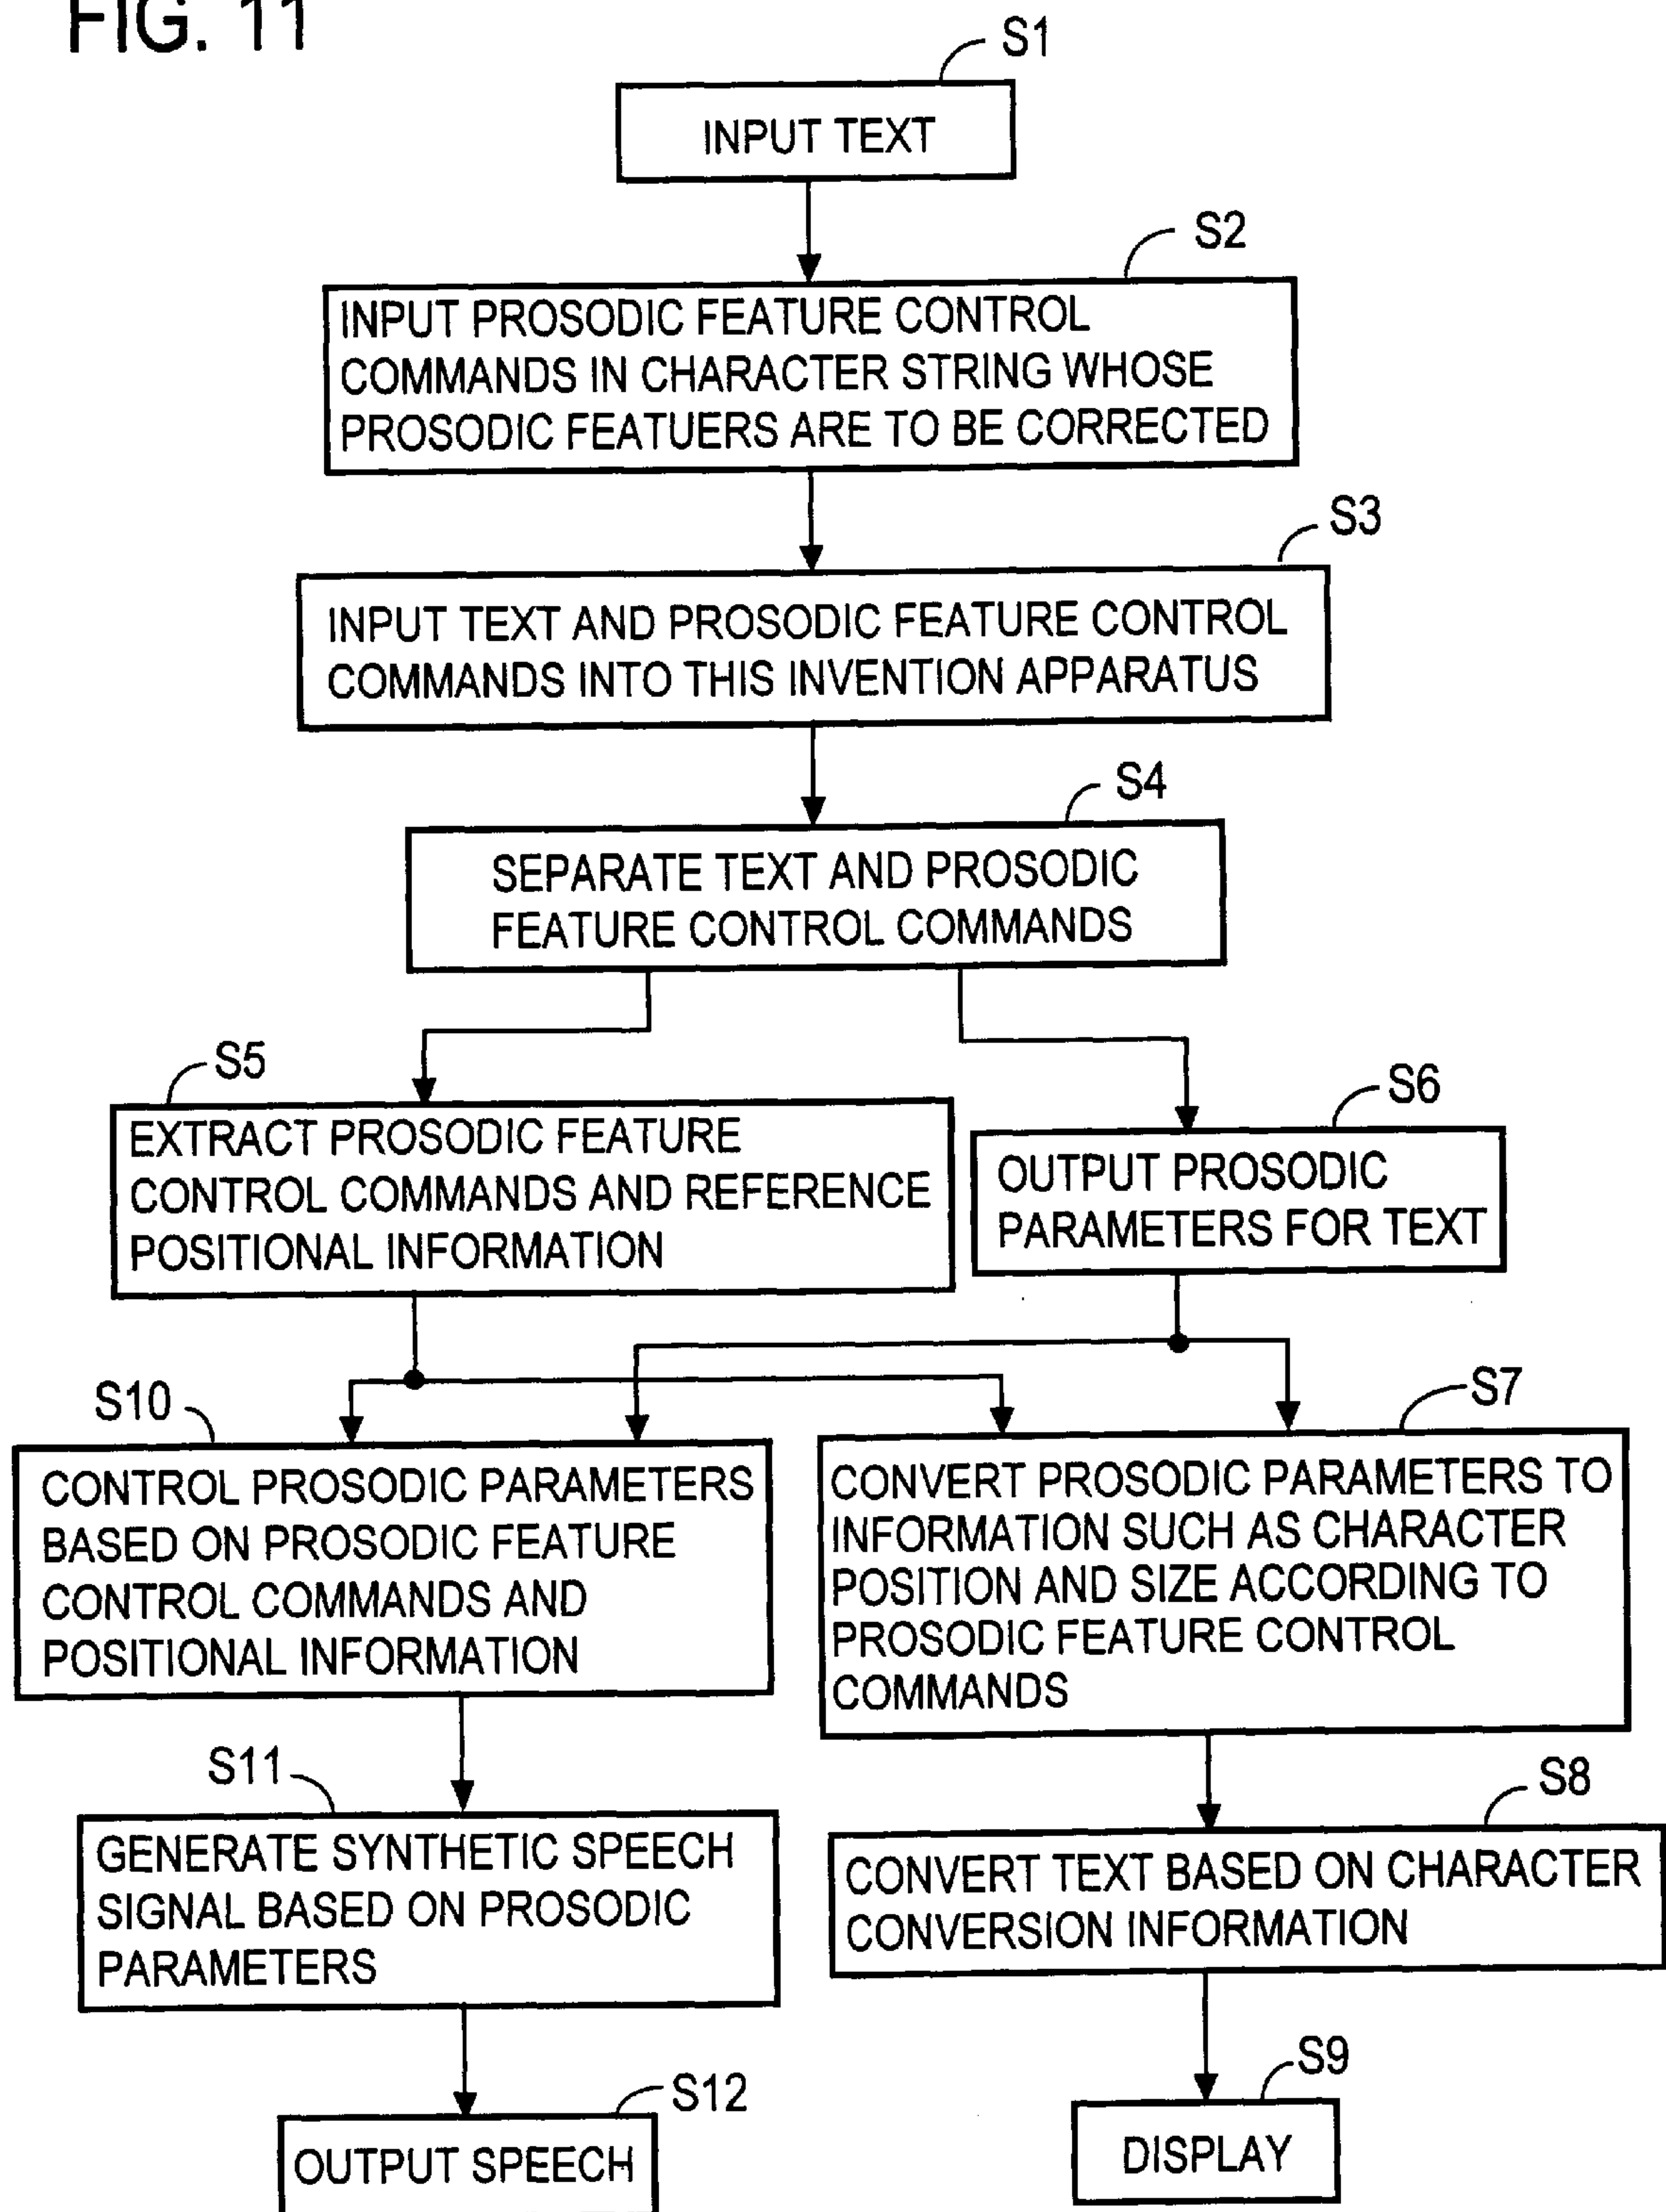 FIG. 11
S1
INPUT TEXT
S2
INPUT PROSODIC FEATURE CONTROL
COMMANDS IN CHARACTER STRING WHOSE
PROSODIC FEATUERS ARE TO BE CORRECTED
S3
INPUT TEXT AND PROSODIC FEATURE CONTROL
COMMANDS INTO THIS INVENTION APPARATUS
S4
SEPARATE TEXT AND PROSODIC
FEATURE CONTROL COMMANDS
S5
EXTRACT PROSODIC FEATURE
CONTROL COMMANDS AND REFERENCE
POSITIONAL INFORMATION
S6
OUTPUT PROSODIC
PARAMETERS FOR TEXT
S10
CONTROL PROSODIC PARAMETERS
BASED ON PROSODIC FEATURE
CONTROL COMMANDS AND
POSITIONAL INFORMATION
S7
CONVERT PROSODIC PARAMETERS TO
INFORMATION SUCH AS CHARACTER
POSITION AND SIZE ACCORDING TO
PROSODIC FEATURE CONTROL
COMMANDS
S11
GENERATE SYNTHETIC SPEECH
SIGNAL BASED ON PROSODIC
PARAMETERS
S8
CONVERT TEXT BASED ON CHARACTER
CONVERSION INFORMATION
S12
OUTPUT SPEECH
S9
DISPLAY